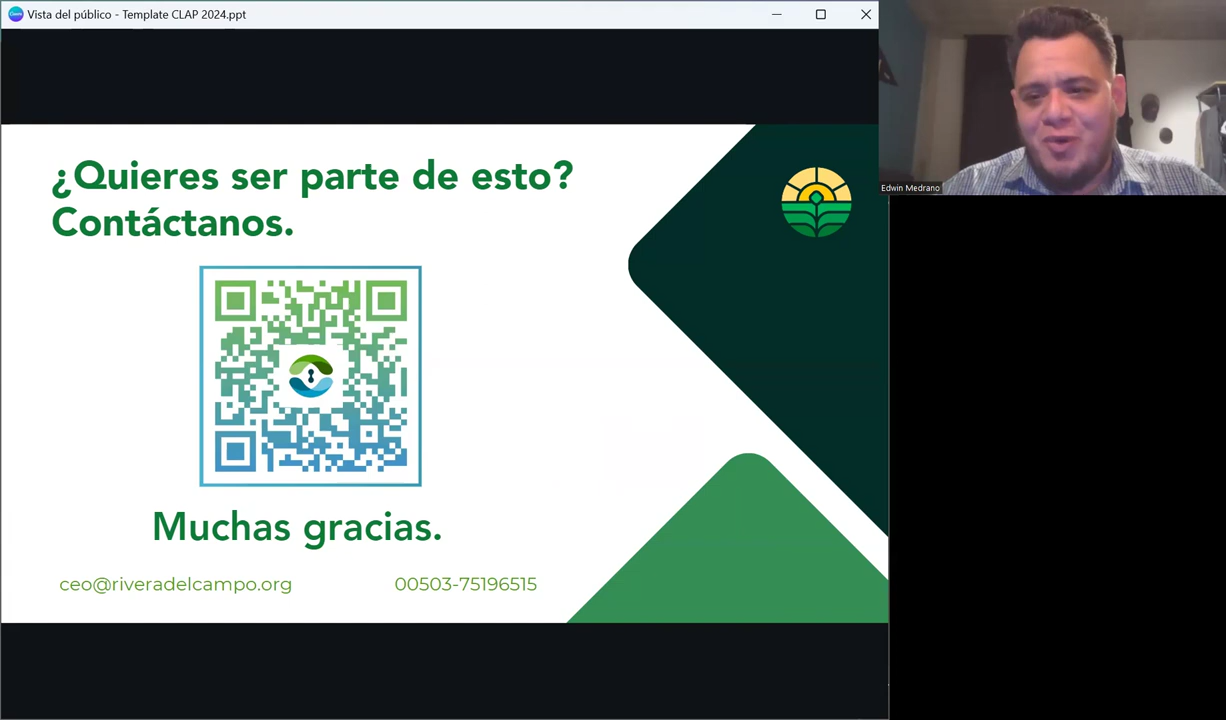 Vista del público - Template CLAP 2024.ppt
Edwin Medrano
¿Quieres ser parte de esto?
Contáctanos.
Muchas gracias.
ceo@riveradelcampo.org
00503-75196515